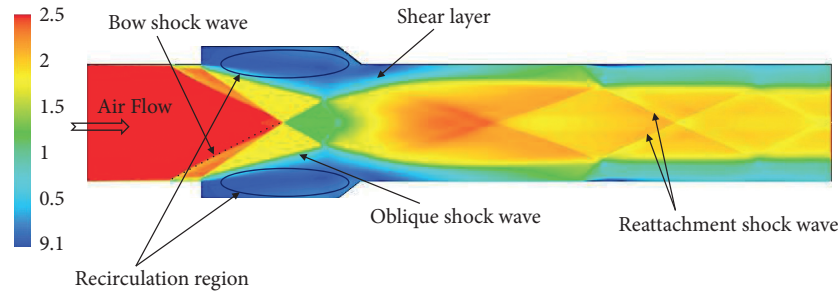 2.5
2
1.5
1
0.5
9.1
Bow shock wave
Shear layer
Air Flow
Oblique shock wave
Reattachment shock wave
Recirculation region